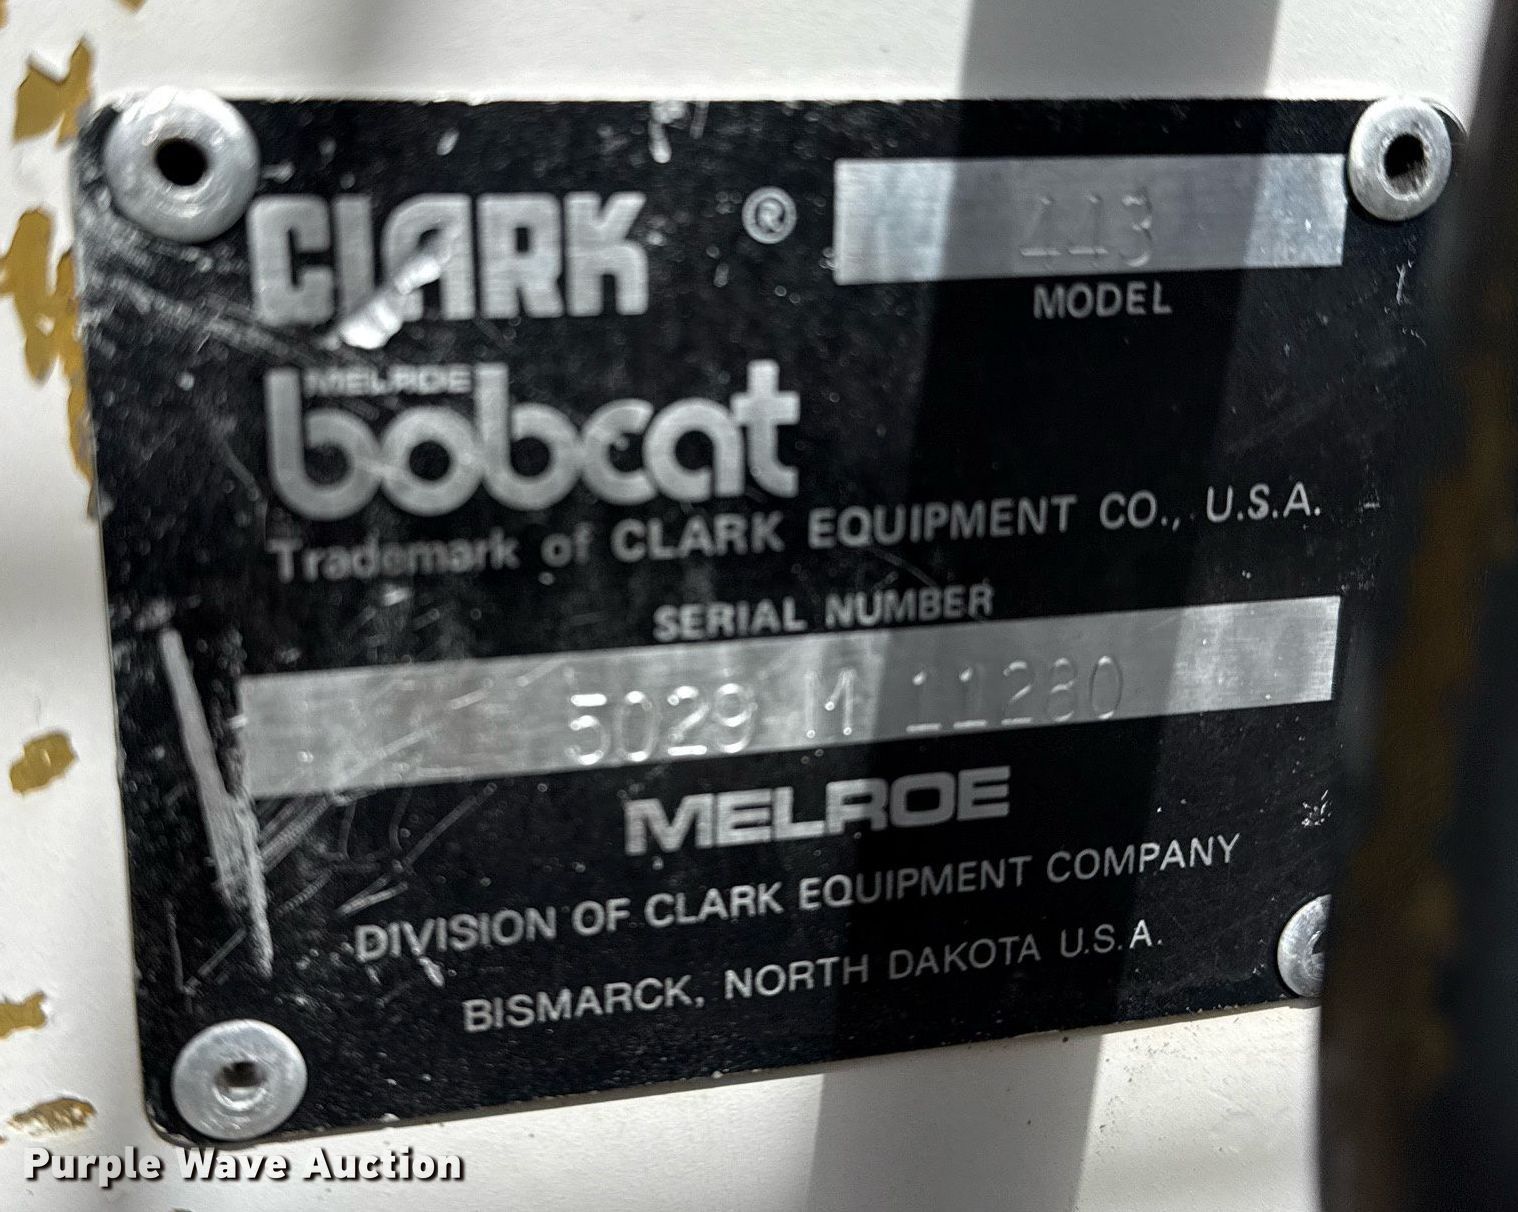 CLARK ®
443
MODEL
MELROE
bobcat
Trademark of CLARK EQUIPMENT CO., U.S.A.
SERIAL NUMBER
5029 M 11280
MELROE
DIVISION OF CLARK EQUIPMENT COMPANY
BISMARCK, NORTH DAKOTA U.S.A.
Purple Wave Auction